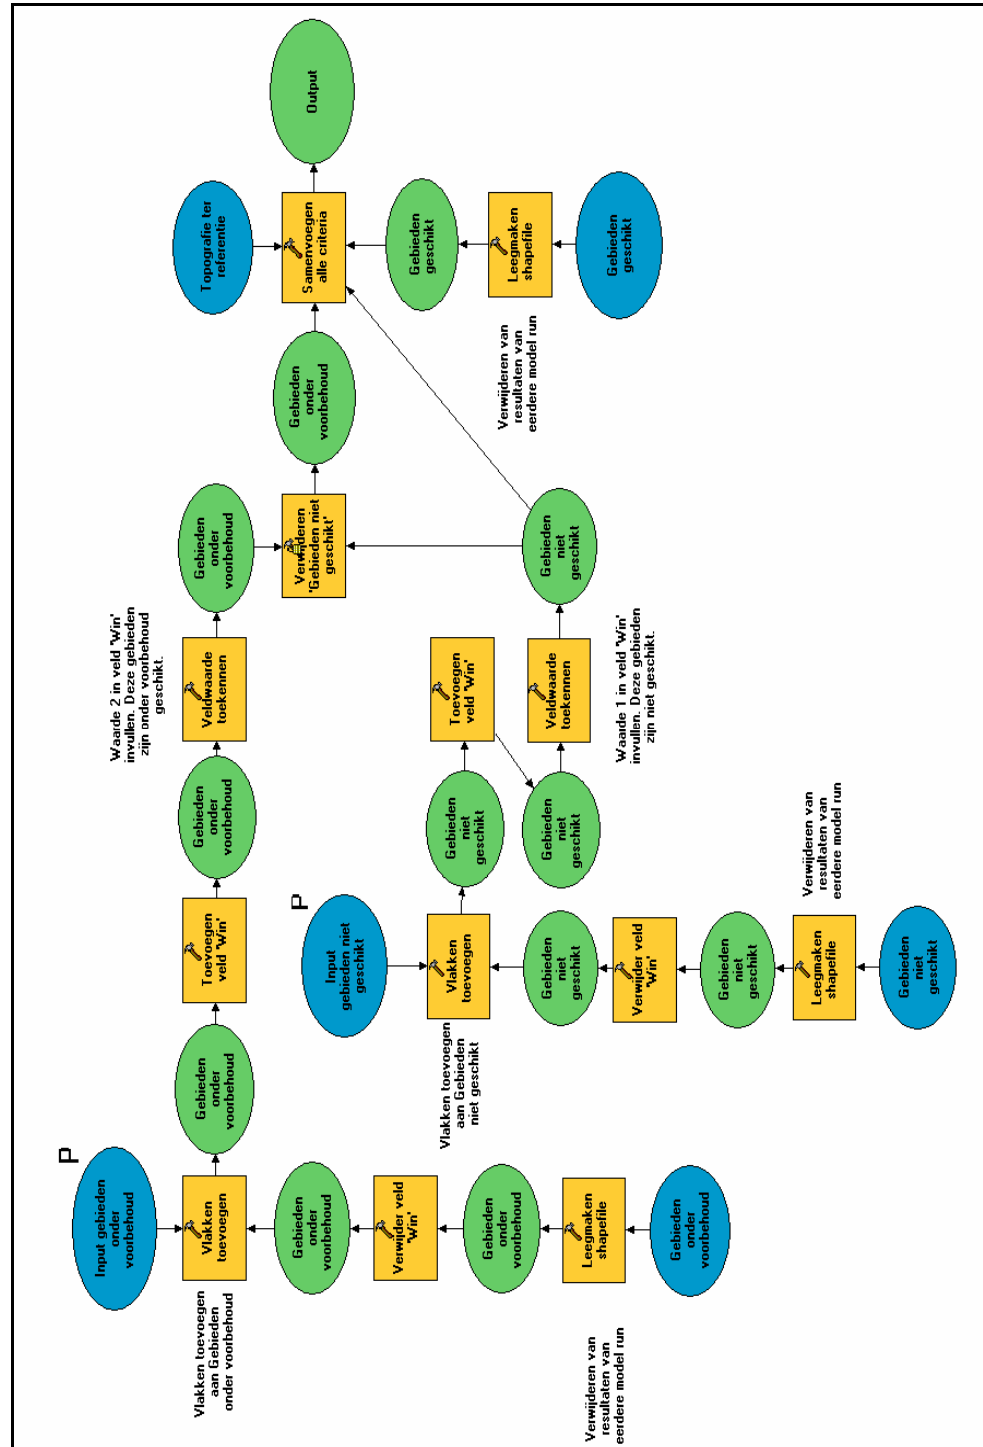 P
Input gebieden
onder
voorbehoud
Vlakken toevoegen
aan Gebieden
onder voorbehoud
Vlakken
toevoegen
Gebieden
onder
voorbehoud
Toevoegen
veld 'Win'
Gebieden
onder
voorbehoud
Waarde 2 in veld 'Win'
invullen. Deze gebieden
zijn onder voorbehoud
geschikt.
Veldwaarde
toekennen
Gebieden
onder
voorbehoud
Topografie ter
referentie
Output
Gebieden
onder
voorbehoud
Verwijderen
'Gebieden niet
geschikt'
Gebieden
onder
voorbehoud
Samenvoegen
alle criteria
P
Input
gebieden niet
geschikt
Verwijder veld
'Win'
Gebieden
geschikt
Vlakken toevoegen
aan Gebieden
niet geschikt
Vlakken
toevoegen
Gebieden
niet
geschikt
Toevoegen
veld 'Win'
Gebieden
onder
voorbehoud
Verwijderen van
resultaten van
eerdere model run
Leegmaken
shapefile
Gebieden
niet
geschikt
Gebieden
niet
geschikt
Veldwaarde
toekennen
Gebieden
niet
geschikt
Verwijderen van
resultaten van
eerdere model run
Leegmaken
shapefile
Verwijder veld
'Win'
Waarde 1 in veld 'Win'
invullen. Deze gebieden
zijn niet geschikt.
Gebieden
geschikt
Gebieden
onder
voorbehoud
Gebieden
niet
geschikt
Verwijderen van
resultaten van
eerdere model run
Leegmaken
shapefile
Gebieden
niet
geschikt